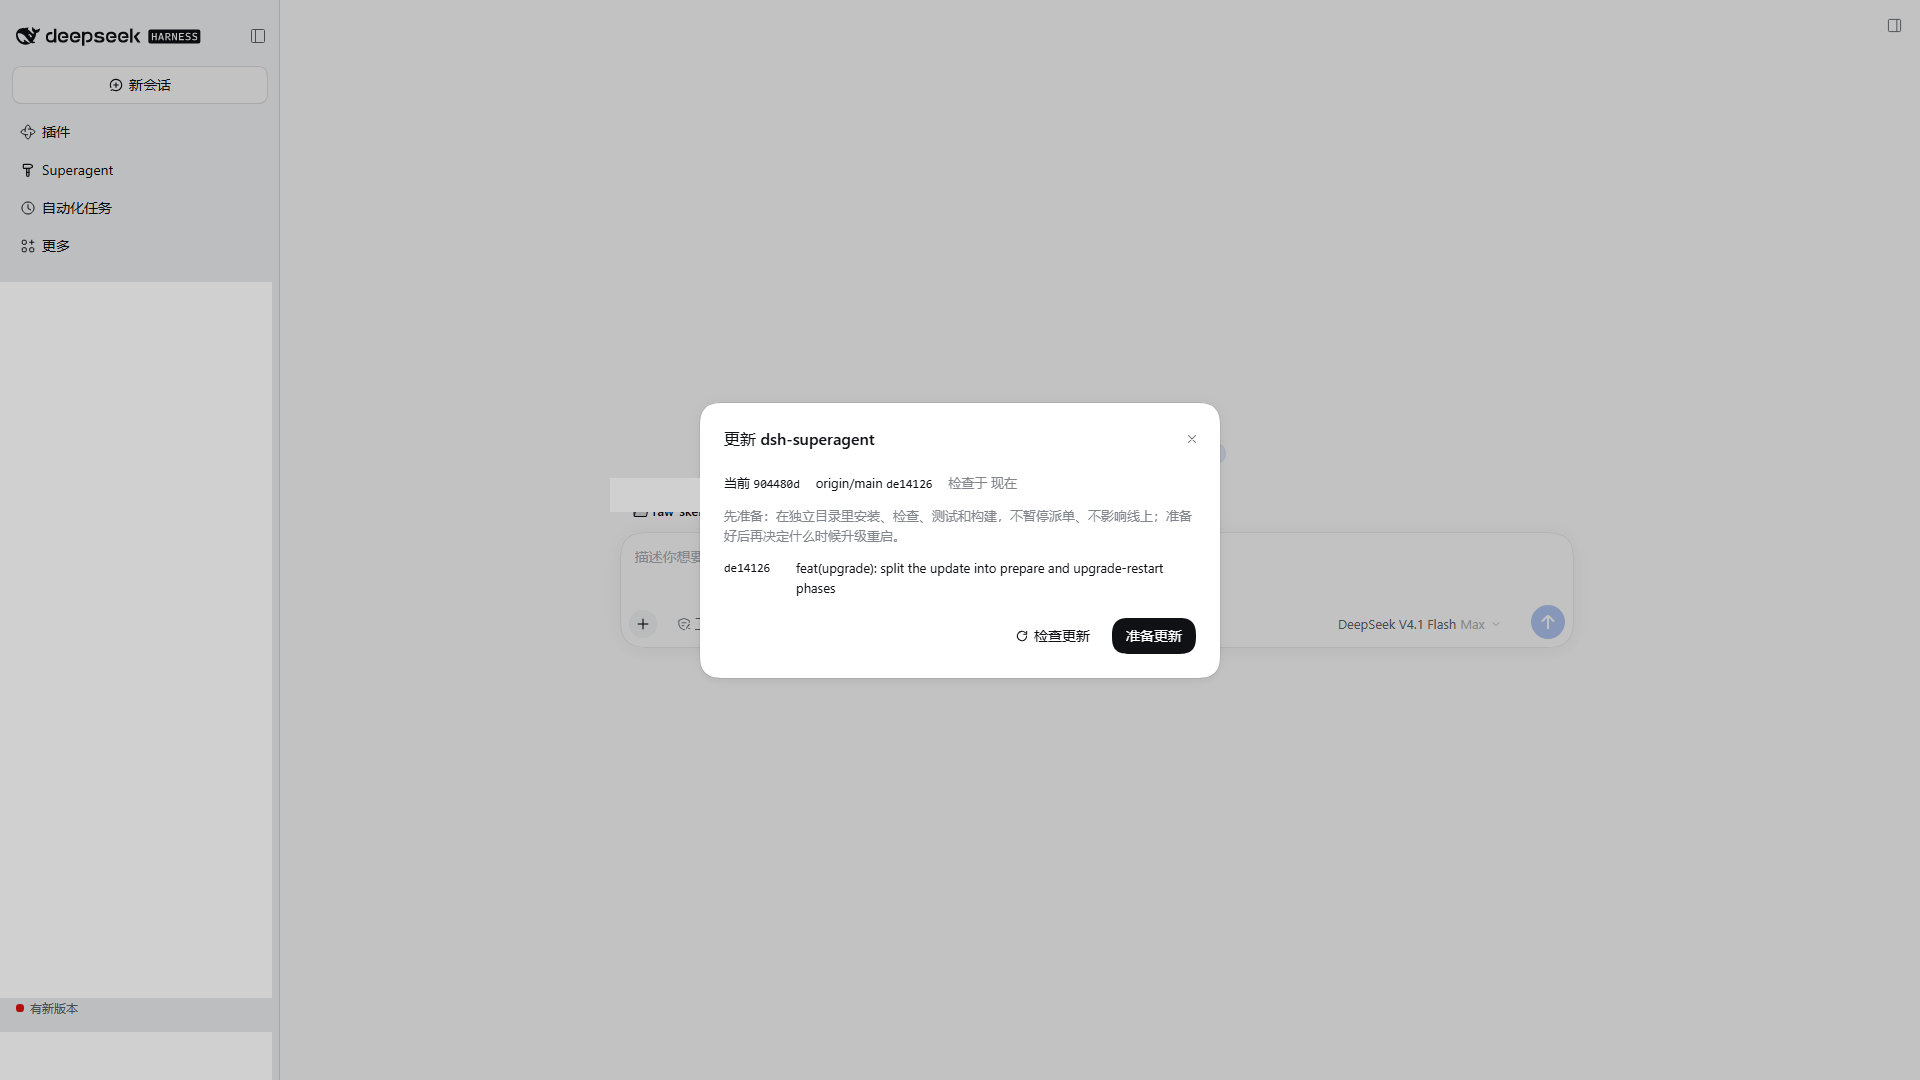 deepseek HARNESS
新会话
插件
Superagent
自动化任务
更多
有新版本
更新 dsh-superagent
当前 904480d origin/main de14126 检查于 现在
先准备：在独立目录里安装、检查、测试和构建，不暂停派单、不影响线上；准备
好后再决定什么时候升级重启。
de14126 feat(upgrade): split the update into prepare and upgrade-restart
phases
检查更新 准备更新
描述你想要
DeepSeek V4.1 Flash Max